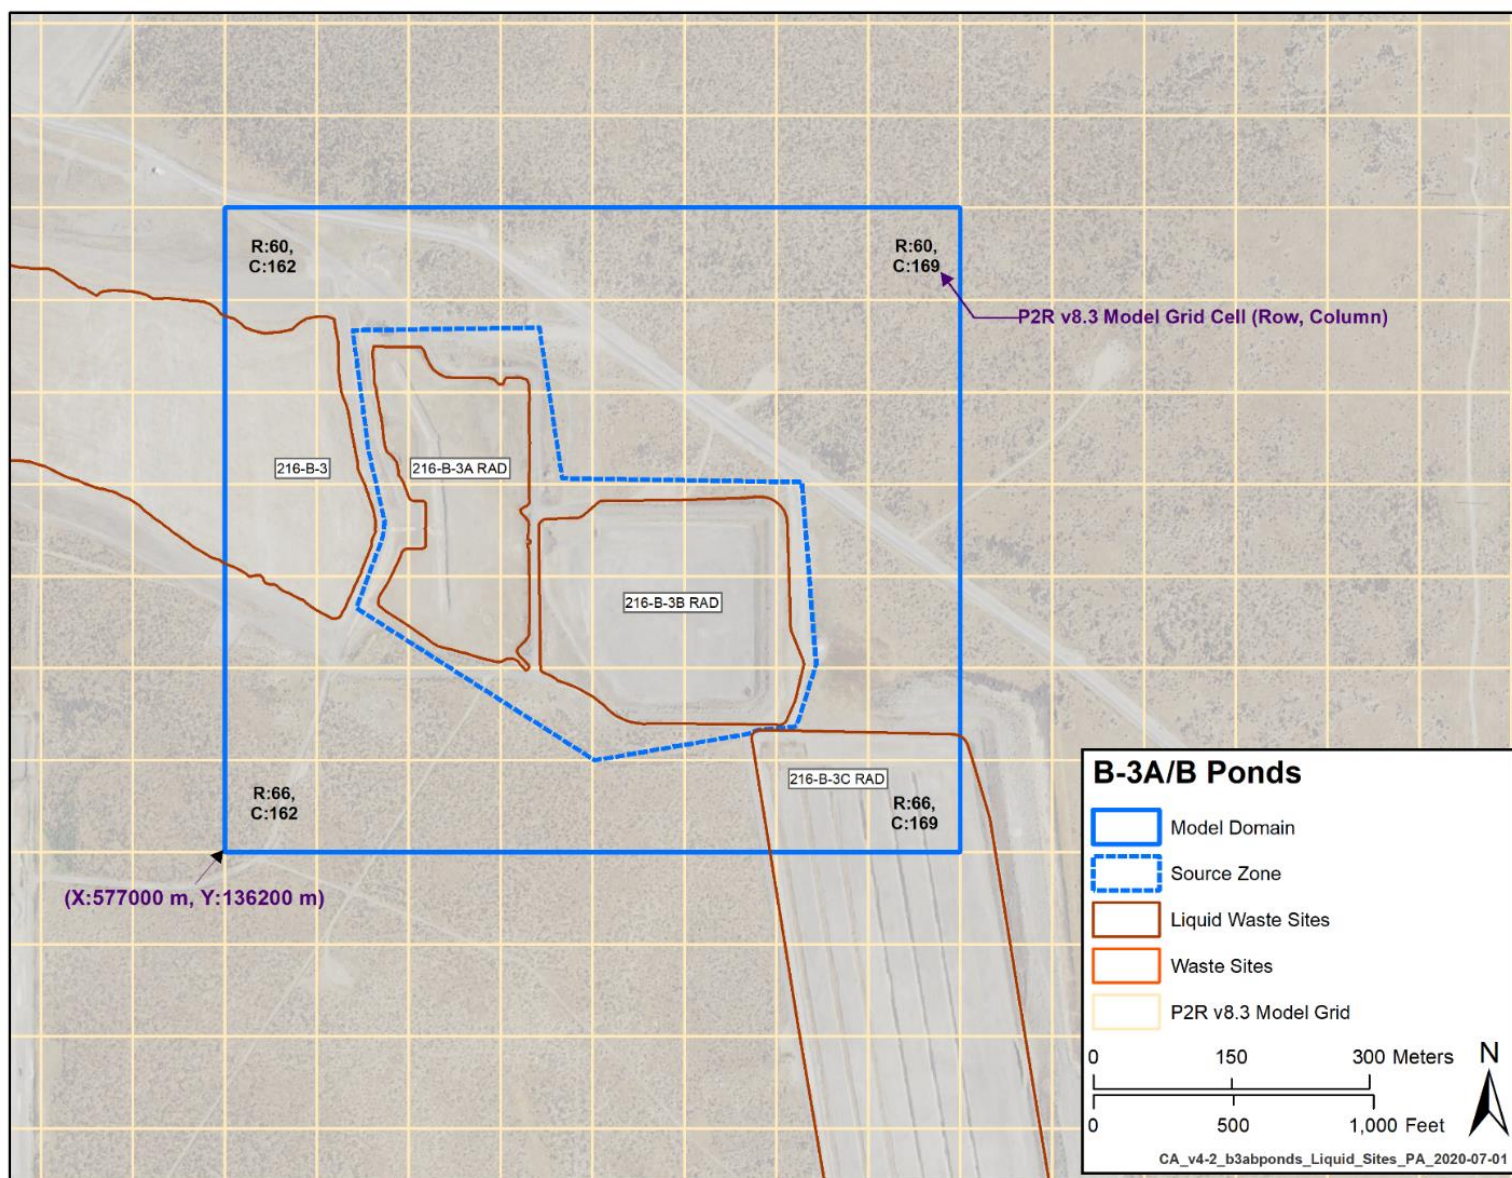 R:60,
C:162
R:60,
C:169
P2R v8.3 Model Grid Cell (Row, Column)
216-B-3
216-B-3A RAD
216-B-3B RAD
216-B-3C RAD
R:66,
C:162
R:66,
C:169
(X:577000 m, Y:136200 m)
B-3A/B Ponds
Model Domain
Source Zone
Liquid Waste Sites
Waste Sites
P2R v8.3 Model Grid
0 150 300 Meters
N
0 500 1,000 Feet
CA_v4-2_b3abponds_Liquid_Sites_PA_2020-07-01